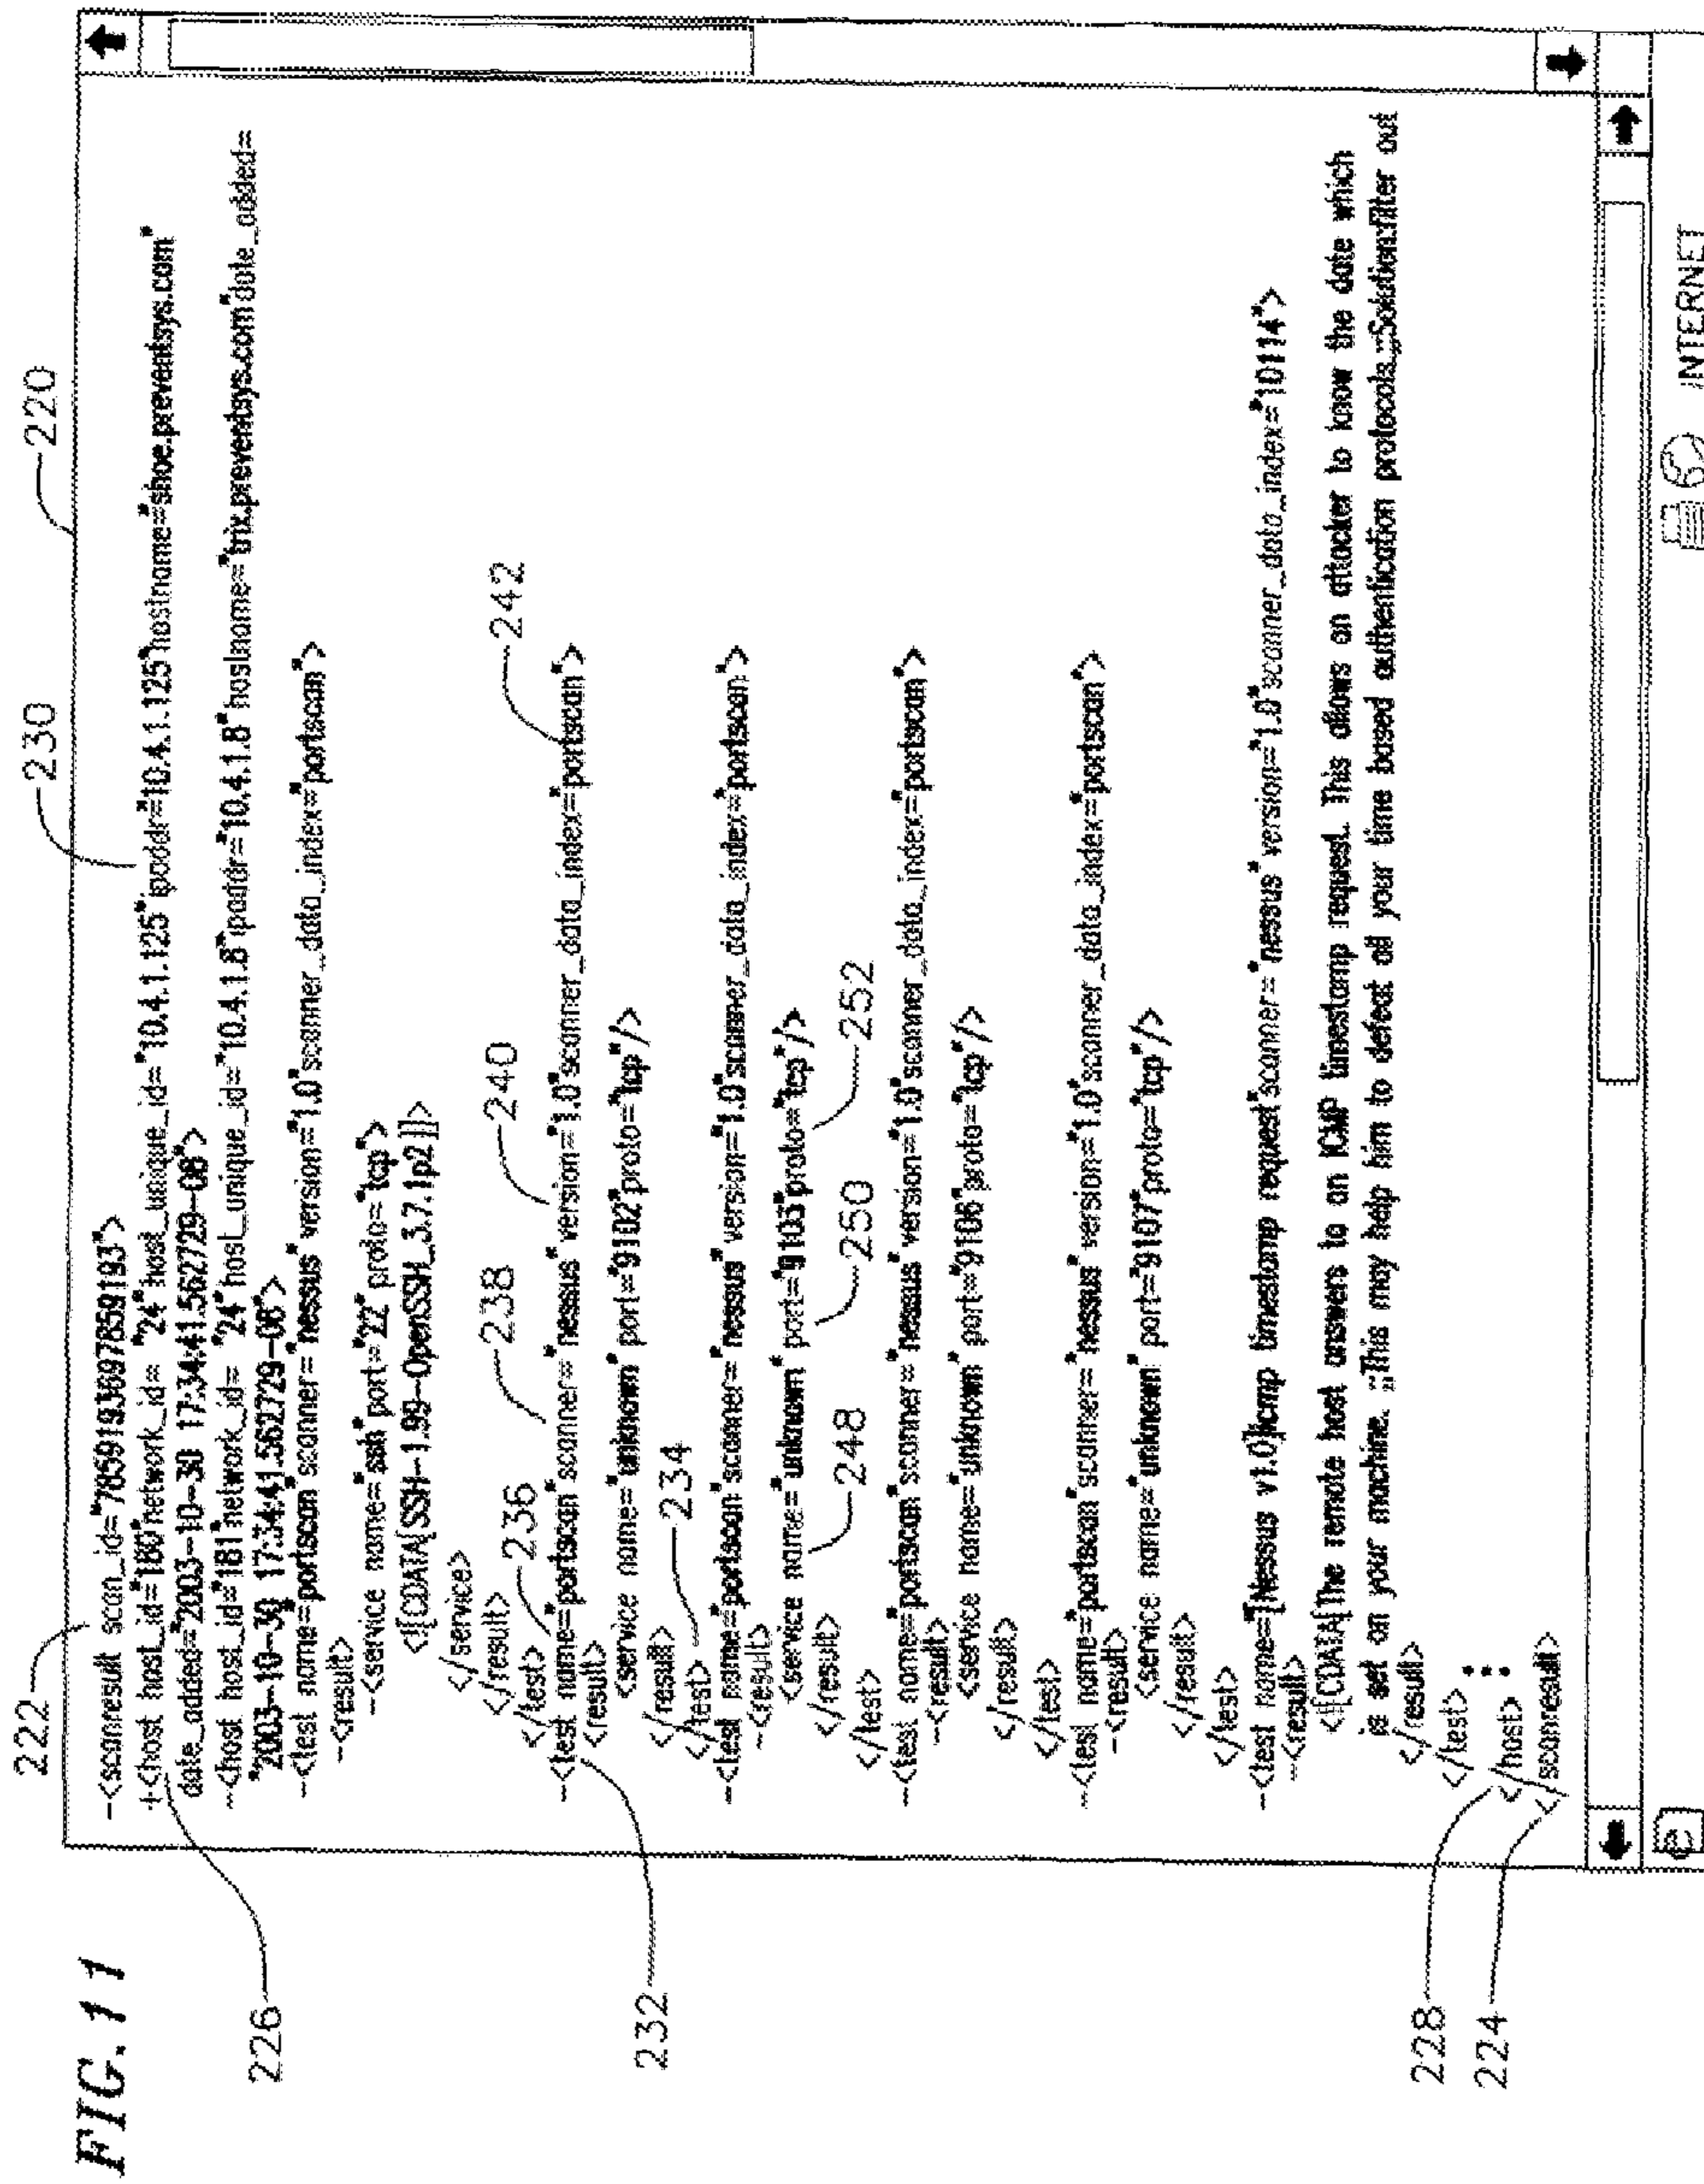 FIG.11
220
222
230
-<scanresult scan_id="7859193697859193">
+<host host_id="180"network_id= "24"host_unique_id="10.4.1.125"ipaddr="10.4.1.125"hostname="shoe.preventsys.com"
date_added="2003-10-30 17:34:41.562729-08">
226
-<host host_id="181"network_id= "24"host_unique_id="10.4.1.8"ipaddr="10.4.1.8"hostname="trix.preventsys.com"date_added=
"2003-10-30 17:34:41.562729-08">
-<test name="portscan"scanner="nessus"version="1.0"scanner_data_index="portscan">
-<result>
-<service name="ssh"port="22"proto="tcp">
<![CDATA[SSH-1.99-OpenSSH_3.7.1p2]]>
</service>
</result>
</test>
236
238
240
242
-<test name="portscan"scanner="nessus"version="1.0"scanner_data_index="portscan">
232
<result>
<service name="unknown"port="9102"proto="tcp"/>
</result>
</test>
234
-<test name="portscan"scanner="nessus"version="1.0"scanner_data_index="portscan">
-<result>
<service name="unknown"port="9103"proto="tcp"/>
248
250
252
</result>
</test>
-<test name="portscan"scanner="nessus"version="1.0"scanner_data_index="portscan">
-<result>
<service name="unknown"port="9106"proto="tcp"/>
</result>
</test>
-<test name="portscan"scanner="nessus"version="1.0"scanner_data_index="portscan">
-<result>
<service name="unknown"port="9107"proto="tcp"/>
</result>
</test>
-<test name="[Nessus v1.0]icmp timestamp request"scanner="nessus"version="1.0"scanner_data_index="10114">
-<result>
<![CDATA[The remote host answers to an ICMP timestamp request. This allows an attacker to know the date which
is set on your machine. ;;This may help him to defeat all your time based authentication protocols.;;Solution:filter out
</result>
</test>
228
</host>
224
</scanresult>
INTERNET